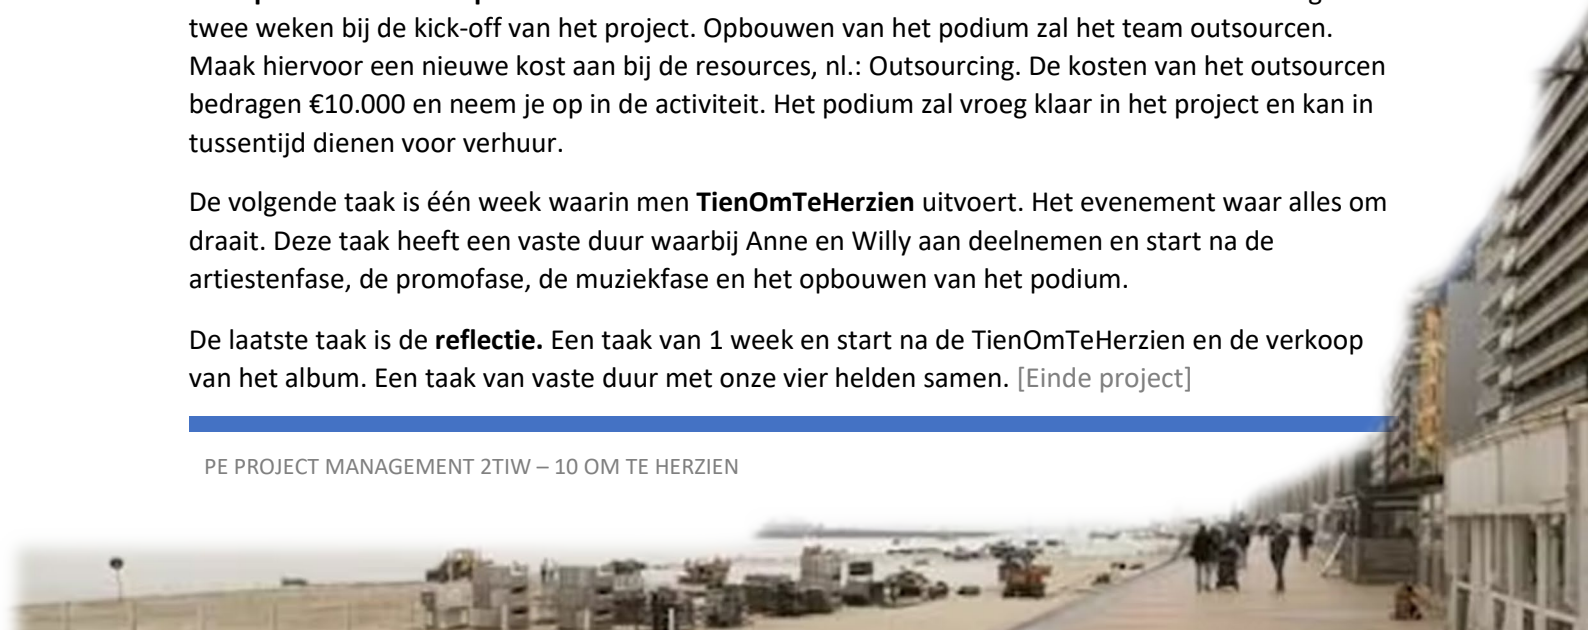 twee weken bij de kick-off van het project. Opbouwen van het podium zal het team outsourcen.
Maak hiervoor een nieuwe kost aan bij de resources, nl.: Outsourcing. De kosten van het outsourcen
bedragen €10.000 en neem je op in de activiteit. Het podium zal vroeg klaar in het project en kan in
tussentijd dienen voor verhuur.
De volgende taak is één week waarin men TienOmTeHerzien uitvoert. Het evenement waar alles om
draait. Deze taak heeft een vaste duur waarbij Anne en Willy aan deelnemen en start na de
artiestenfase, de promofase, de muziekfase en het opbouwen van het podium.
De laatste taak is de reflectie. Een taak van 1 week en start na de TienOmTeHerzien en de verkoop
van het album. Een taak van vaste duur met onze vier helden samen. [Einde project]
PE PROJECT MANAGEMENT 2TIW – 10 OM TE HERZIEN